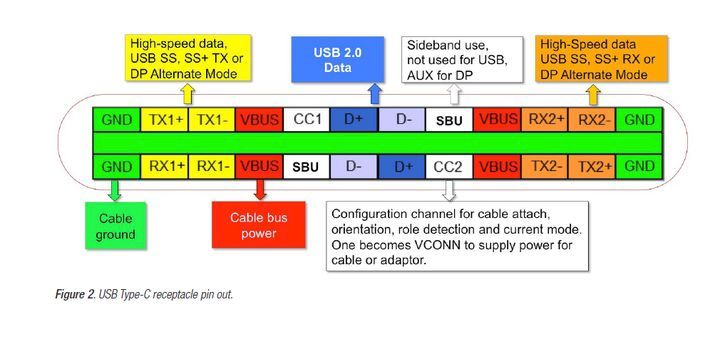 High-speed data,
USB SS, SS+ TX or
DP Alternate Mode
USB 2.0
Data
Sideband use,
not used for USB,
AUX for DP
High-Speed data
USB SS, SS+ RX or
DP Alternate Mode
GND TX1+ TX1- VBUS CC1 D+ D- SBU VBUS RX2+ RX2- GND
GND RX1+ RX1- VBUS SBU D- D+ CC2 VBUS TX2- TX2+ GND
Cable
ground
Cable bus
power
Configuration channel for cable attach,
orientation, role detection and current mode.
One becomes VCONN to supply power for
cable or adaptor.
Figure 2. USB Type-C receptacle pin out.